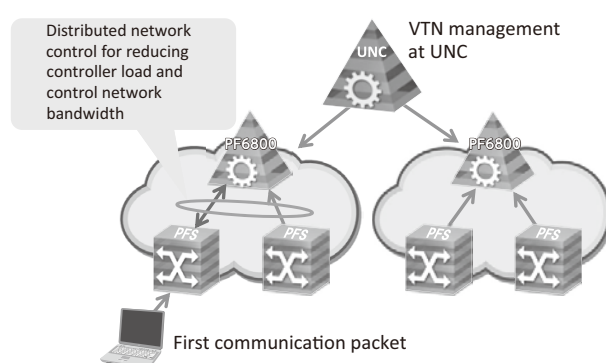 Distributed network
control for reducing
controller load and
control network
bandwidth
VTN management
at UNC
UNC
PF6800
PF6800
PFS
PFS
PFS
PFS
First communication packet